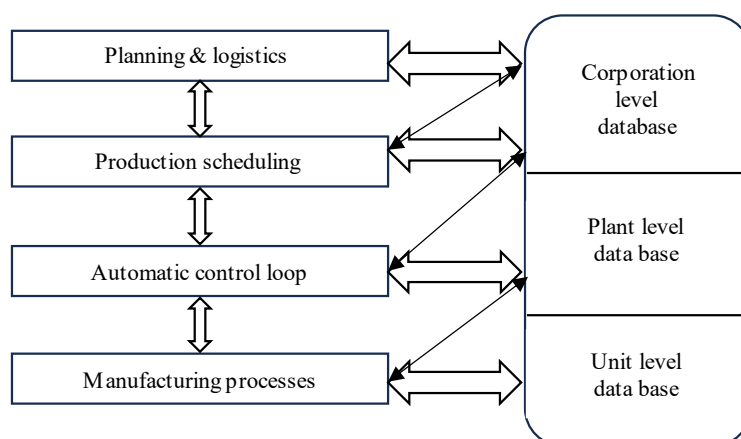 Planning & logistics
Production scheduling
Automatic control loop
Manufacturing processes
Corporation
level
database
Plant level
data base
Unit level
data base